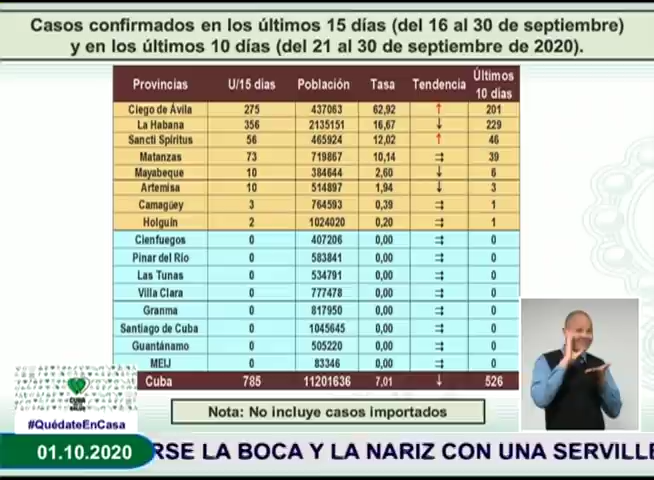 Casos confirmados en los últimos 15 días (del 16 al 30 de septiembre)
y en los últimos 10 días (del 21 al 30 de septiembre de 2020).
Provincias U/15 días Población Tasa Tendencia Últimos 10 días
Ciego de Ávila 275 437063 62,92 ↑ 201
La Habana 356 2135151 16,67 ↓ 229
Sancti Spíritus 56 465924 12,02 ↑ 46
Matanzas 73 719867 10,14 ⇉ 39
Mayabeque 10 384644 2,60 ↓ 6
Artemisa 10 514897 1,94 ↓ 3
Camagüey 3 764593 0,39 ⇉ 1
Holguín 2 1024020 0,20 ⇉ 1
Cienfuegos 0 407206 0,00 ⇉ 0
Pinar del Río 0 583841 0,00 ⇉ 0
Las Tunas 0 534791 0,00 ⇉ 0
Villa Clara 0 777478 0,00 ⇉ 0
Granma 0 817950 0,00 ⇉ 0
Santiago de Cuba 0 1045645 0,00 ⇉ 0
Guantánamo 0 505220 0,00 ⇉ 0
MEIJ 0 83346 0,00 ⇉ 0
Cuba 785 11201636 7,01 ↓ 526
Nota: No incluye casos importados
CUBA
SALUD
#QuédateEnCasa
01.10.2020 RSE LA BOCA Y LA NARIZ CON UNA SERVILLE